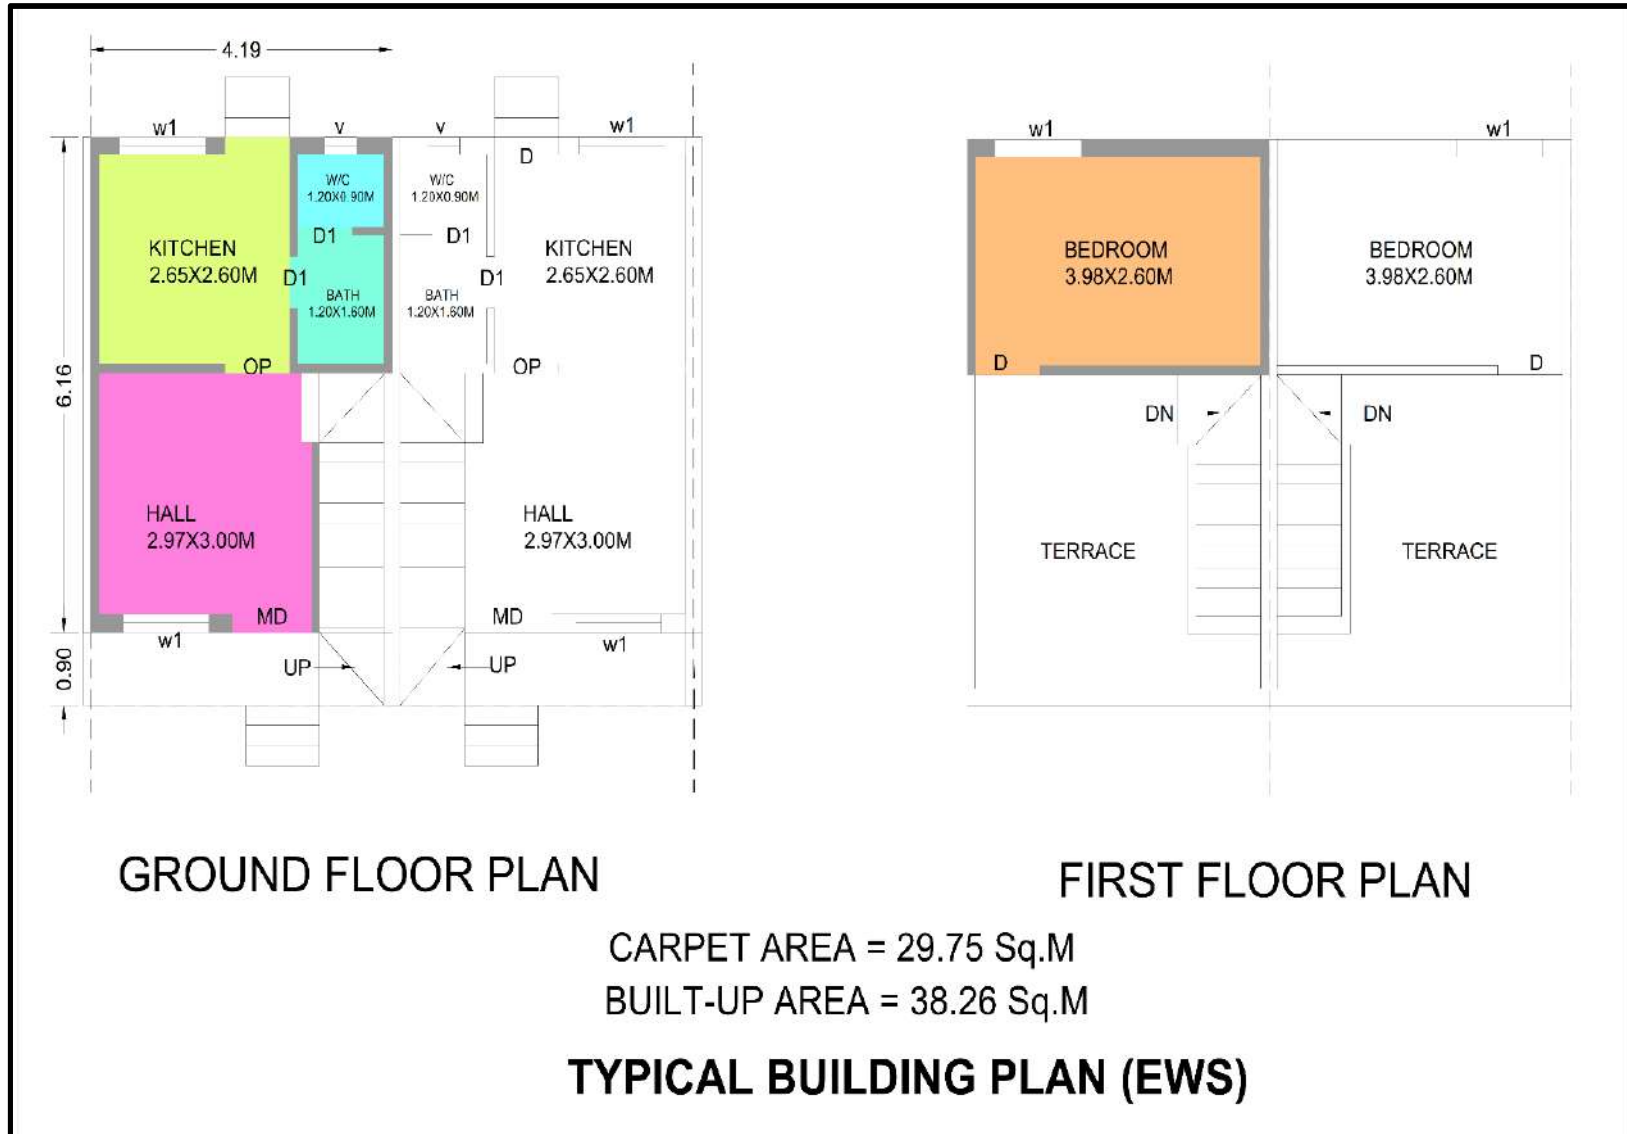 4.19
w1
v
v
w1
D
W/C
1.20X0.90M
W/C
1.20X0.90M
D1
D1
KITCHEN
2.65X2.60M
KITCHEN
2.65X2.60M
D1
D1
BATH
1.20X1.60M
BATH
1.20X1.60M
OP
OP
6.16
HALL
2.97X3.00M
HALL
2.97X3.00M
MD
MD
w1
w1
0.90
UP
UP
GROUND FLOOR PLAN
w1
w1
BEDROOM
3.98X2.60M
BEDROOM
3.98X2.60M
D
D
DN
DN
TERRACE
TERRACE
FIRST FLOOR PLAN
CARPET AREA = 29.75 Sq.M
BUILT-UP AREA = 38.26 Sq.M
TYPICAL BUILDING PLAN (EWS)